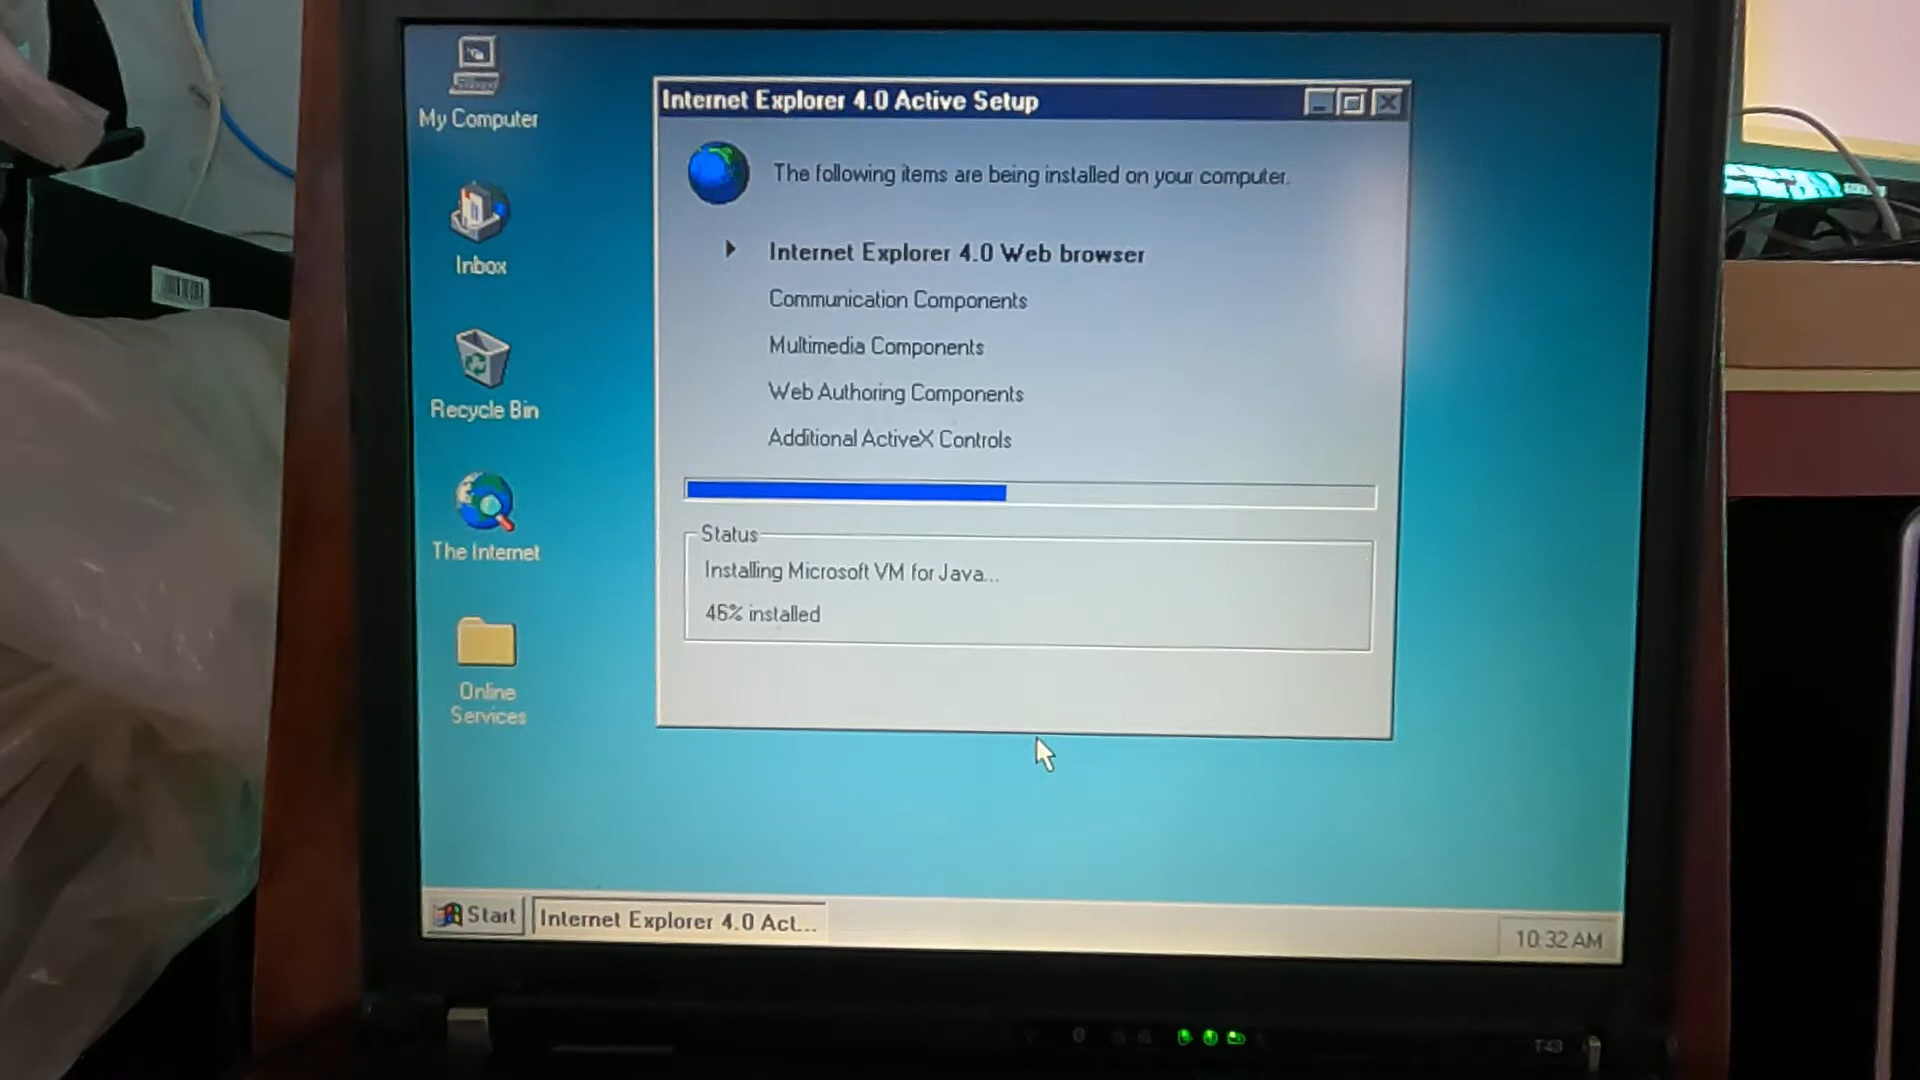 My Computer
Inbox
Recycle Bin
The Internet
Online
Services
Internet Explorer 4.0 Active Setup
The following items are being installed on your computer.
Internet Explorer 4.0 Web browser
Communication Components
Multimedia Components
Web Authoring Components
Additional ActiveX Controls
Status
Installing Microsoft VM for Java...
45% installed
Start
Internet Explorer 4.0 Act...
10:32 AM
T43